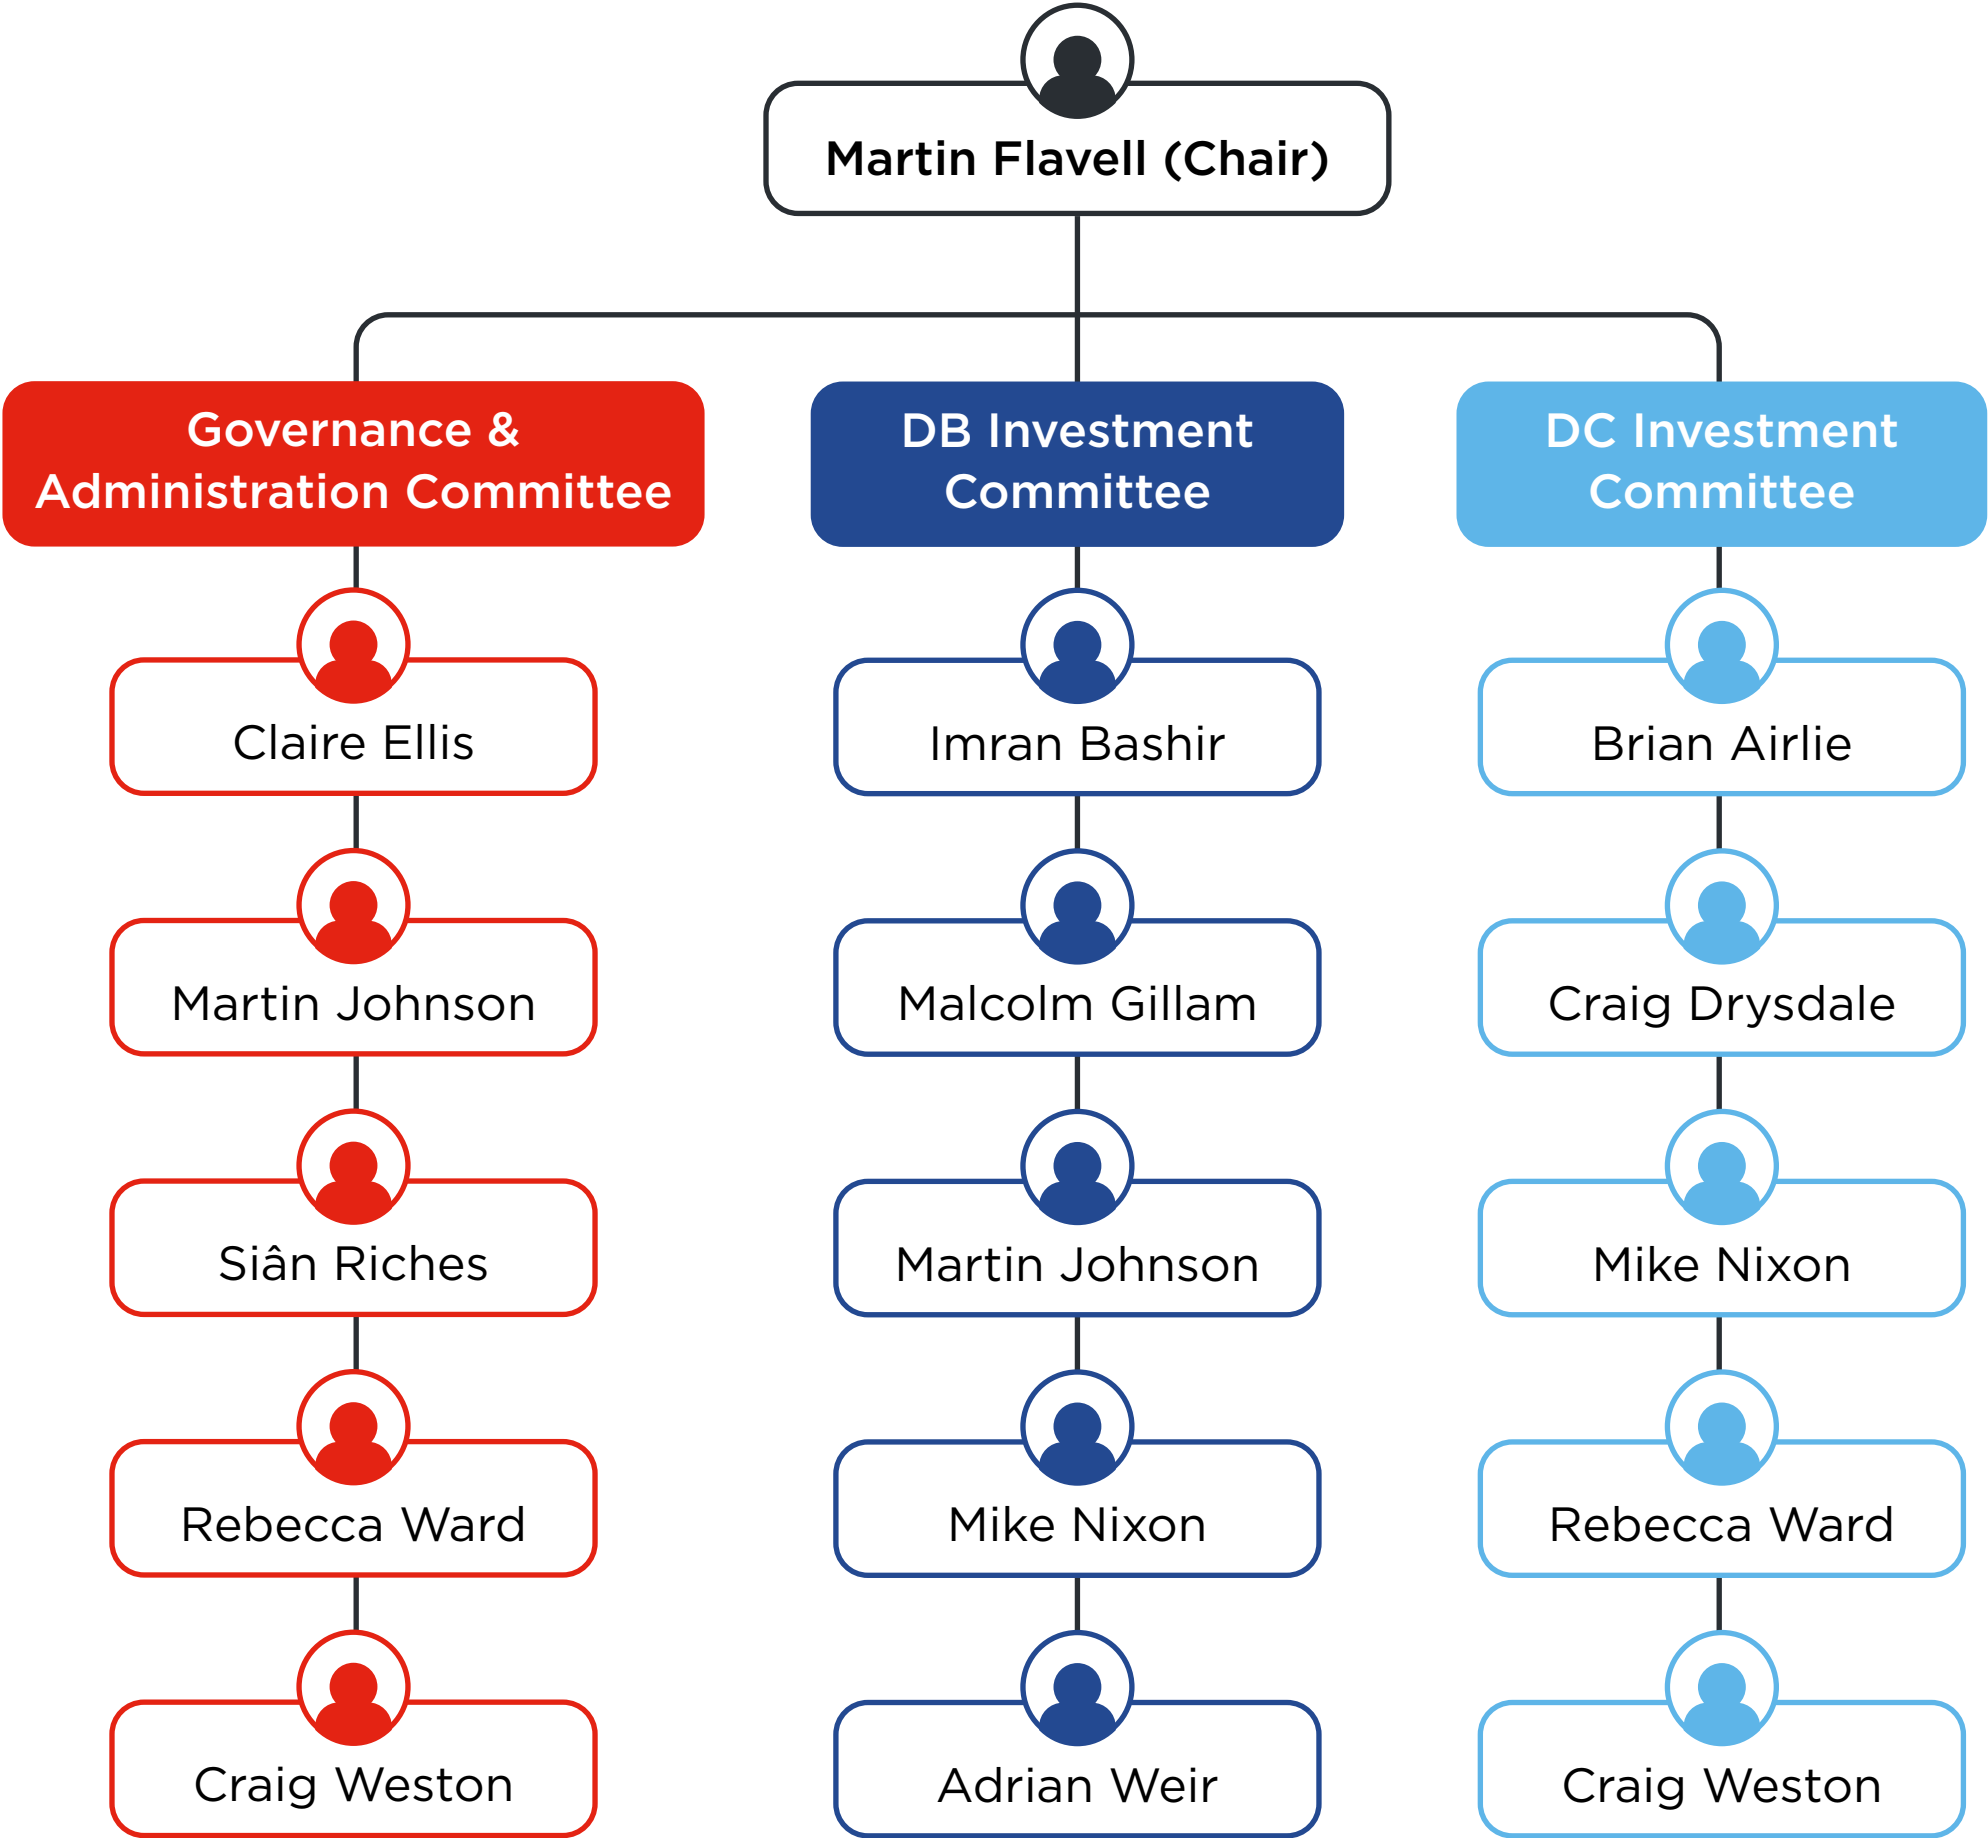 Martin Flavell (Chair)
Governance &
Administration Committee
Claire Ellis
Martin Johnson
Siân Riches
Rebecca Ward
Craig Weston
DB Investment
Committee
Imran Bashir
Malcolm Gillam
Martin Johnson
Mike Nixon
Adrian Weir
DC Investment
Committee
Brian Airlie
Craig Drysdale
Mike Nixon
Rebecca Ward
Craig Weston